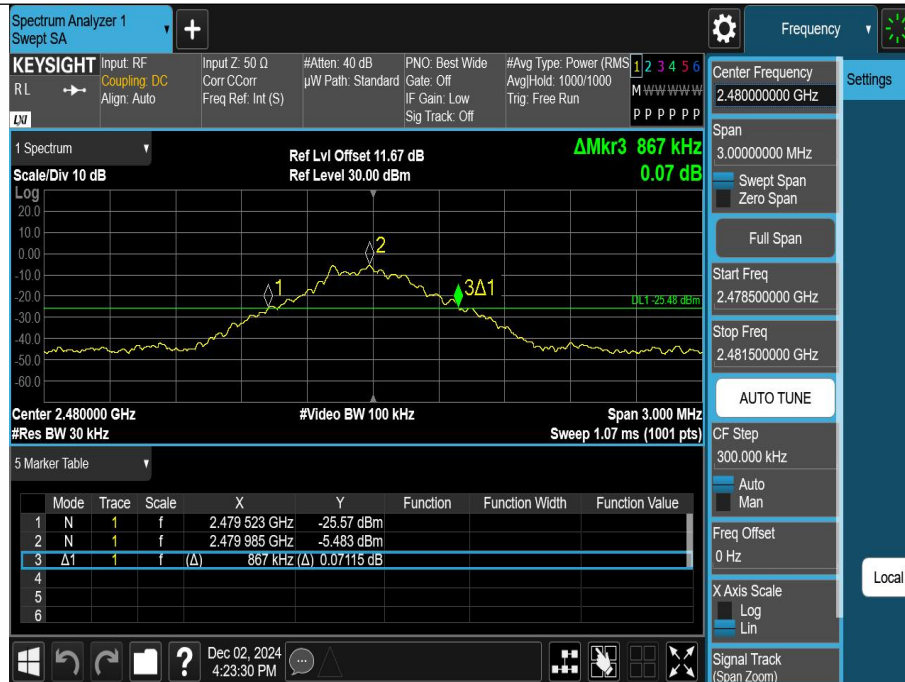 Spectrum Analyzer 1
Swept SA
+
Frequency
KEYSIGHT
RL
LXI
Input: RF
Coupling: DC
Align: Auto
Input Z: 50 Ω
Corr CCorr
Freq Ref: Int (S)
#Atten: 40 dB
µW Path: Standard
PNO: Best Wide
Gate: Off
IF Gain: Low
Sig Track: Off
#Avg Type: Power (RMS
Avg|Hold: 1000/1000
Trig: Free Run
1 2 3 4 5 6
M W W W W W
P P P P P P
1 Spectrum
Scale/Div 10 dB
Ref Lvl Offset 11.67 dB
Ref Level 30.00 dBm
ΔMkr3 867 kHz
0.07 dB
Log
20.0
10.0
0.00
-10.0
-20.0
-30.0
-40.0
-50.0
-60.0
1
2
3Δ1
DL1 -25.48 dBm
Center 2.480000 GHz
#Video BW 100 kHz
Span 3.000 MHz
#Res BW 30 kHz
Sweep 1.07 ms (1001 pts)
5 Marker Table
Mode Trace Scale X Y Function Function Width Function Value
1 N 1 f 2.479 523 GHz -25.57 dBm
2 N 1 f 2.479 985 GHz -5.483 dBm
3 Δ1 1 f (Δ) 867 kHz (Δ) 0.07115 dB
4
5
6
?
Dec 02, 2024
4:23:30 PM
Center Frequency
2.480000000 GHz
Span
3.00000000 MHz
Swept Span
Zero Span
Full Span
Start Freq
2.478500000 GHz
Stop Freq
2.481500000 GHz
AUTO TUNE
CF Step
300.000 kHz
Auto
Man
Freq Offset
0 Hz
X Axis Scale
Log
Lin
Signal Track
(Span Zoom)
Settings
Local